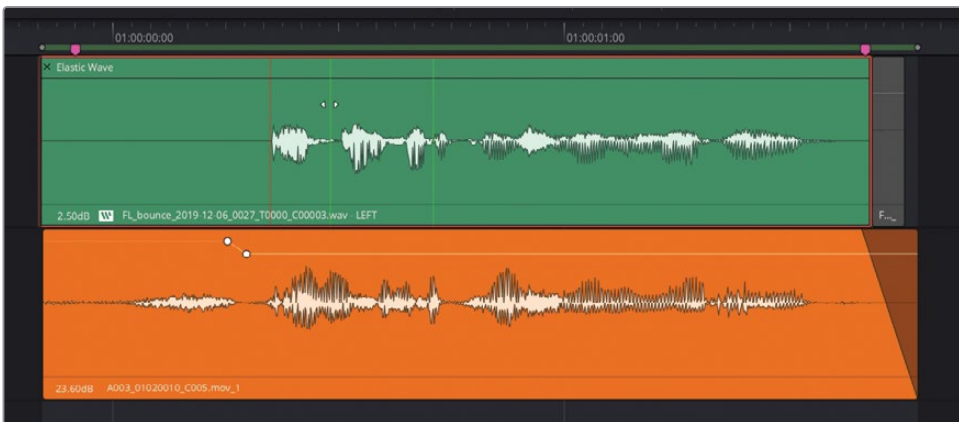 01:00:00:00
01:00:01:00
× Elastic Wave
2.50dB W FL_bounce_2019-12-06_0027_T0000_C00003.wav - LEFT
F..._
23.60dB A003_01020010_C005.mov_1